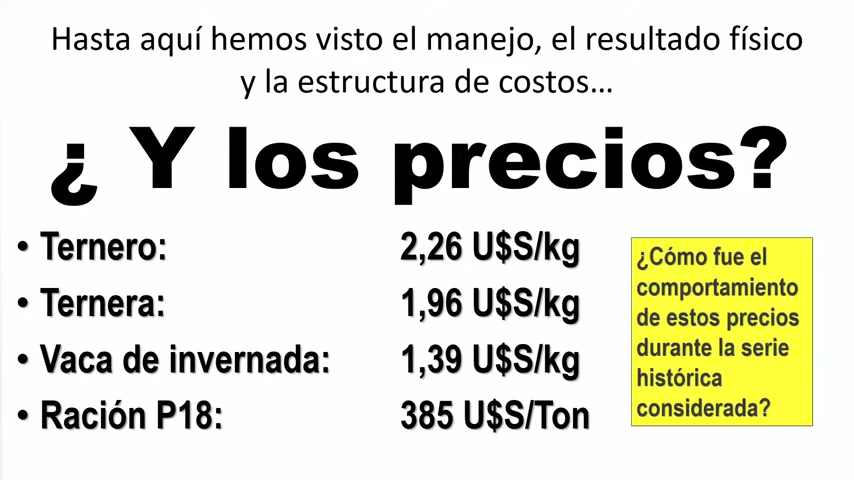 Hasta aquí hemos visto el manejo, el resultado físico
y la estructura de costos...
¿ Y los precios?
• Ternero: 2,26 U$S/kg
• Ternera: 1,96 U$S/kg
• Vaca de invernada: 1,39 U$S/kg
• Ración P18: 385 U$S/Ton
¿Cómo fue el
comportamiento
de estos precios
durante la serie
histórica
considerada?